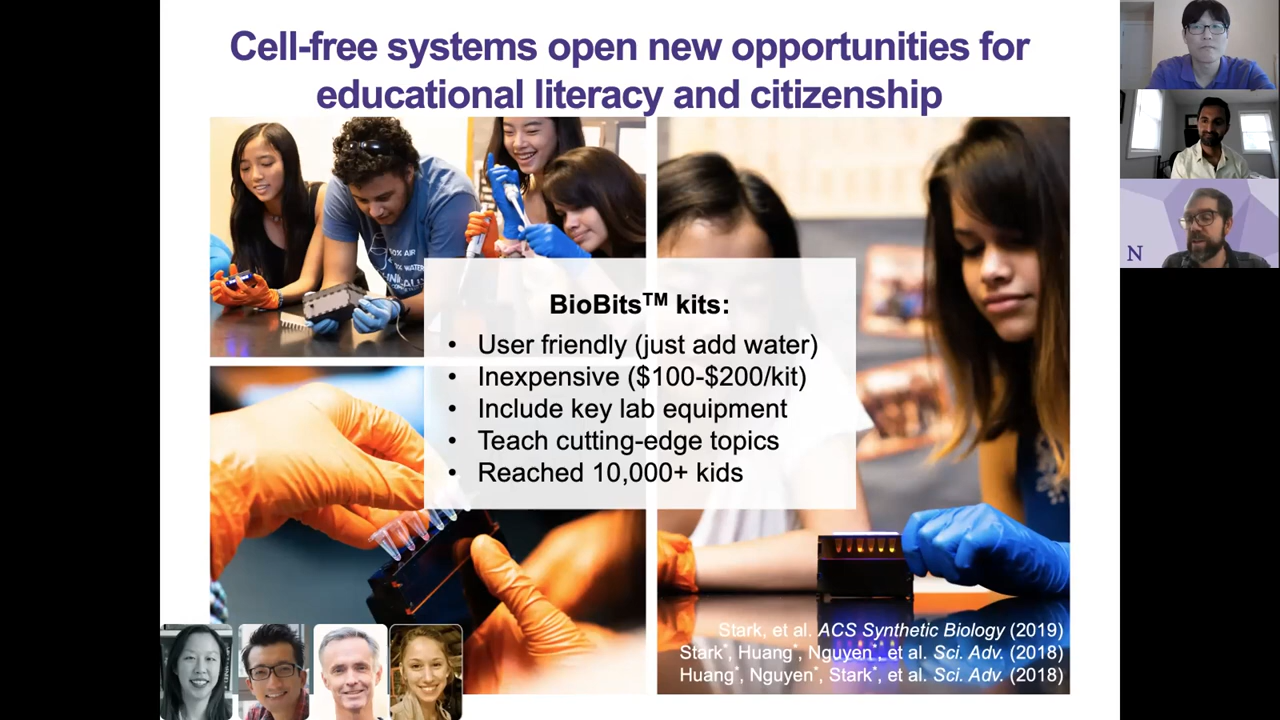 Cell-free systems open new opportunities for
educational literacy and citizenship
BioBits™ kits:
• User friendly (just add water)
• Inexpensive ($100-$200/kit)
• Include key lab equipment
• Teach cutting-edge topics
• Reached 10,000+ kids
Stark, et al. ACS Synthetic Biology (2019)
Stark*, Huang*, Nguyen*, et al. Sci. Adv. (2018)
Huang*, Nguyen*, Stark*, et al. Sci. Adv. (2018)
N